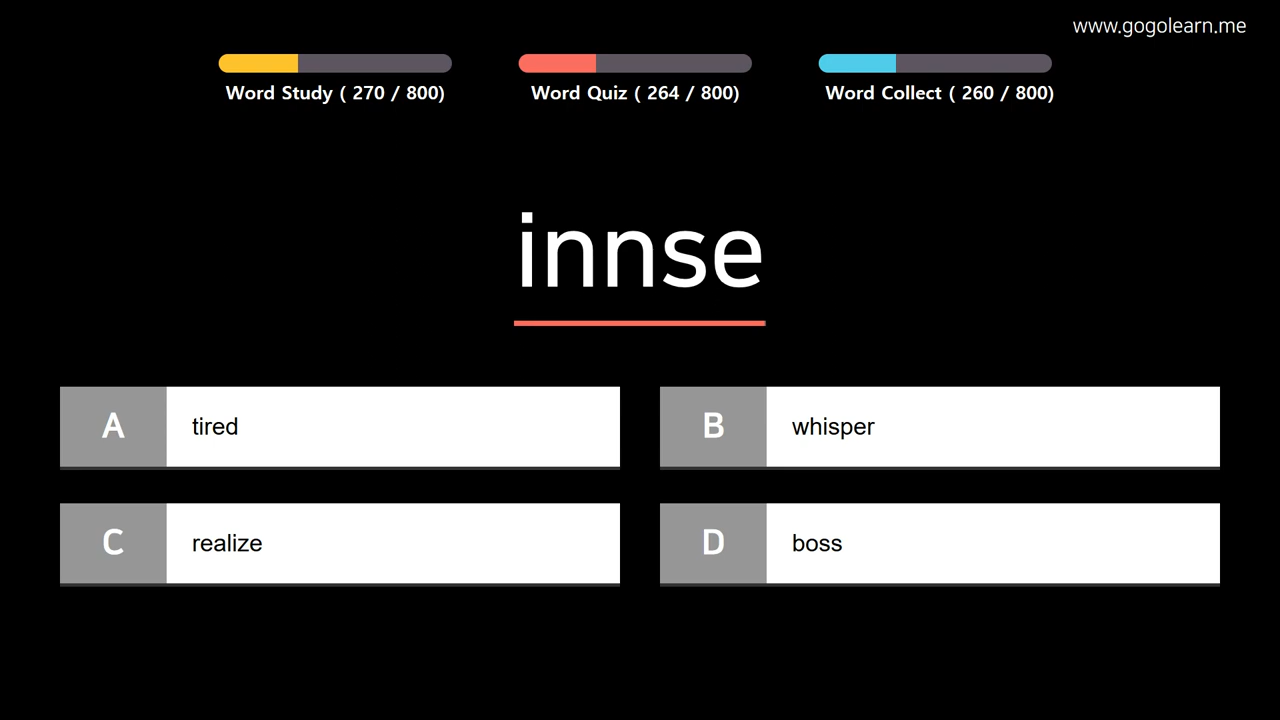 www.gogolearn.me
Word Study ( 270 / 800)
Word Quiz ( 264 / 800)
Word Collect ( 260 / 800)
innse
A tired
B whisper
C realize
D boss